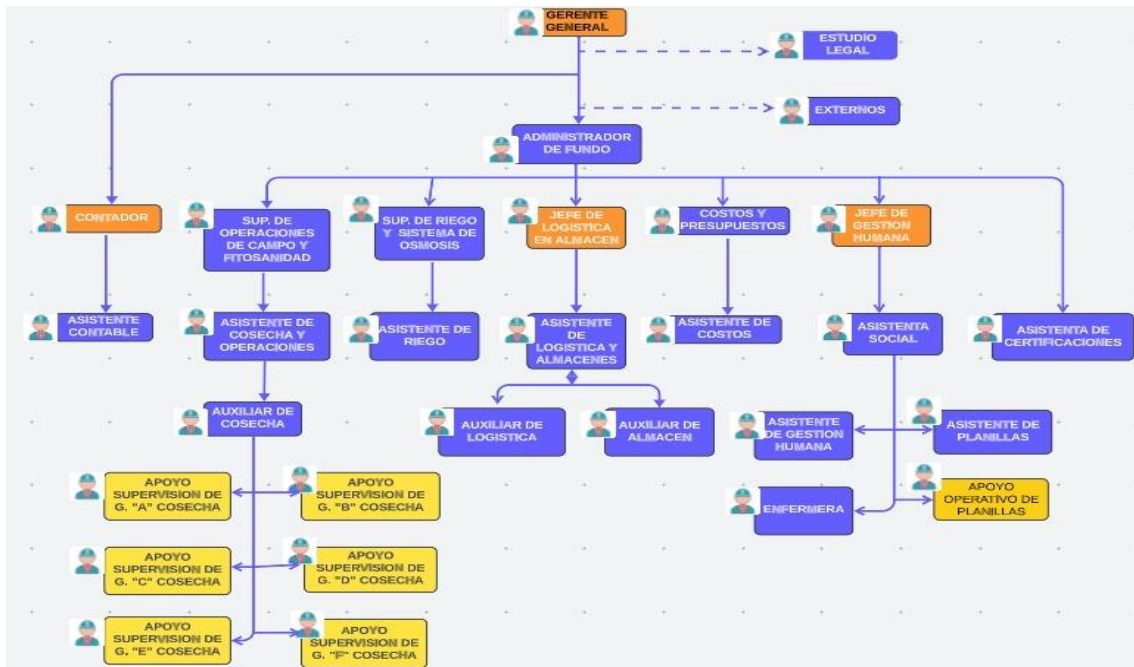 GERENTE
GENERAL
ESTUDIO
LEGAL
EXTERNOS
ADMINISTRADOR
DE FUNDO
CONTADOR
SUP. DE
OPERACIONES
DE CAMPO Y
FITOSANIDAD
SUP. DE RIEGO
Y SISTEMA DE
OSMOSIS
JEFE DE
LOGISTICA
EN ALMACEN
COSTOS Y
PRESUPUESTOS
JEFE DE
GESTION
HUMANA
ASISTENTE
CONTABLE
ASISTENTE DE
COSECHA Y
OPERACIONES
ASISTENTE DE
RIEGO
ASISTENTE
DE
LOGISTICA Y
ALMACENES
ASISTENTE DE
COSTOS
ASISTENTA
SOCIAL
ASISTENTA DE
CERTIFICACIONES
AUXILIAR DE
COSECHA
AUXILIAR DE
LOGISTICA
AUXILIAR DE
ALMACEN
ASISTENTE
DE GESTION
HUMANA
ASISTENTE
DE PLANILLAS
APOYO
SUPERVISION DE
G. "A" COSECHA
APOYO
SUPERVISION DE
G. "B" COSECHA
ENFERMERA
APOYO
OPERATIVO DE
PLANILLAS
APOYO
SUPERVISION DE
G. "C" COSECHA
APOYO
SUPERVISION DE
G. "D" COSECHA
APOYO
SUPERVISION DE
G. "E" COSECHA
APOYO
SUPERVISION DE
G. "F" COSECHA